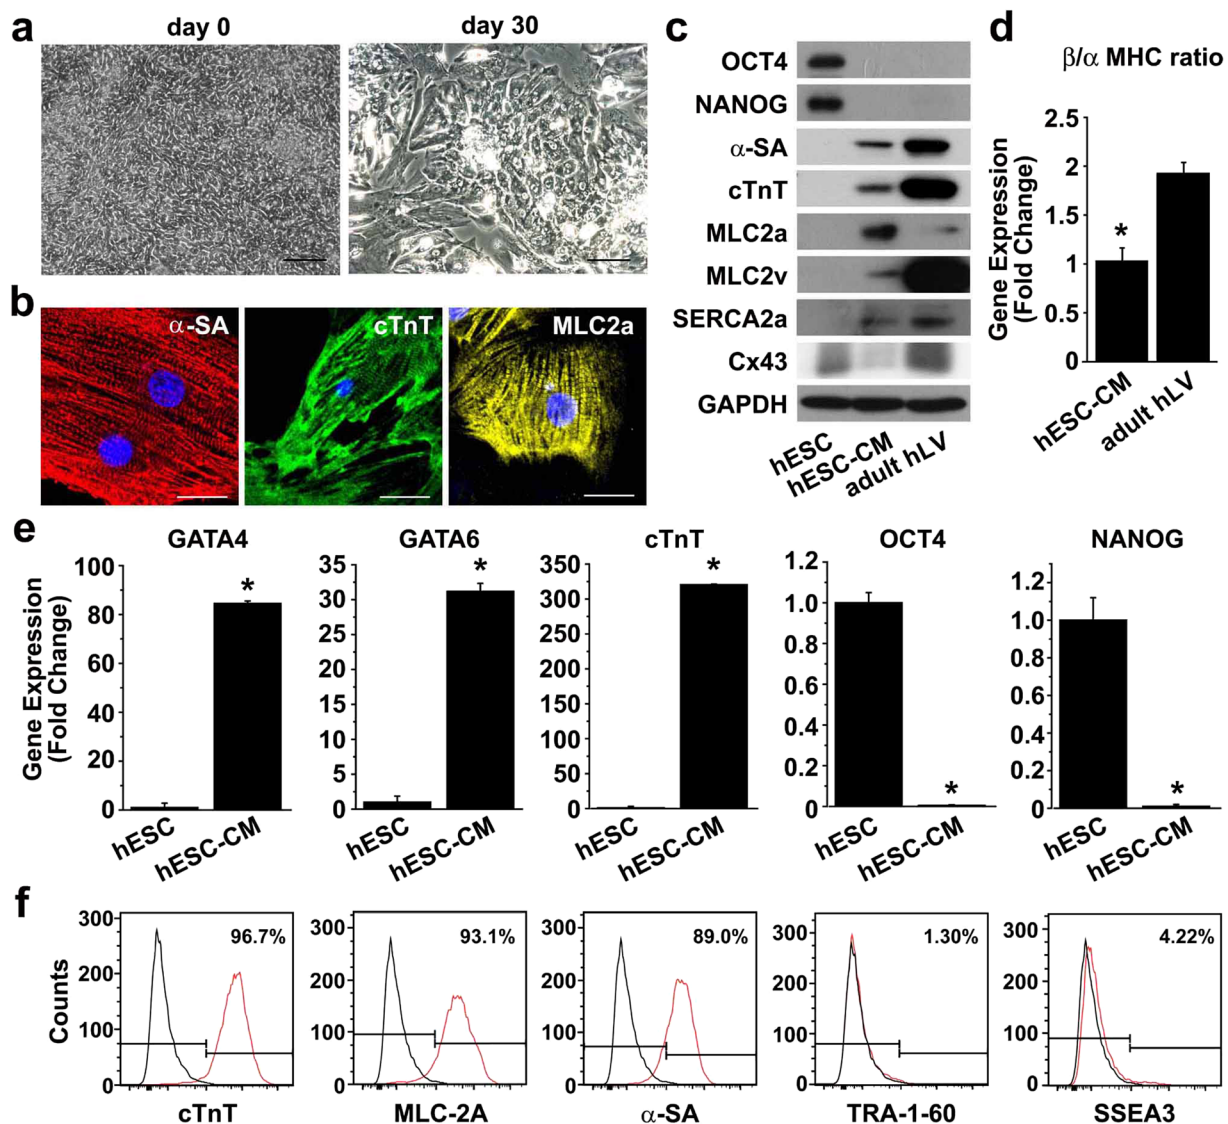 a
day 0
day 30
b
α-SA
cTnT
MLC2a
c
OCT4
NANOG
α-SA
cTnT
MLC2a
MLC2v
SERCA2a
Cx43
GAPDH
hESC
hESC-CM
adult hLV
d
β/α MHC ratio
Gene Expression
(Fold Change)
2.5
2
1.5
1
0.5
0
*
hESC-CM
adult hLV
e
Gene Expression
(Fold Change)
GATA4
100
80
60
40
20
0
*
hESC
hESC-CM
GATA6
35
30
25
20
15
10
5
0
*
hESC
hESC-CM
cTnT
350
300
250
200
150
100
50
0
*
hESC
hESC-CM
OCT4
1.2
1.0
0.8
0.6
0.4
0.2
0
*
hESC
hESC-CM
NANOG
1.2
1.0
0.8
0.6
0.4
0.2
0
*
hESC
hESC-CM
f
Counts
300
200
100
0
96.7%
cTnT
300
200
100
0
93.1%
MLC-2A
300
200
100
0
89.0%
α-SA
300
200
100
0
1.30%
TRA-1-60
300
200
100
0
4.22%
SSEA3